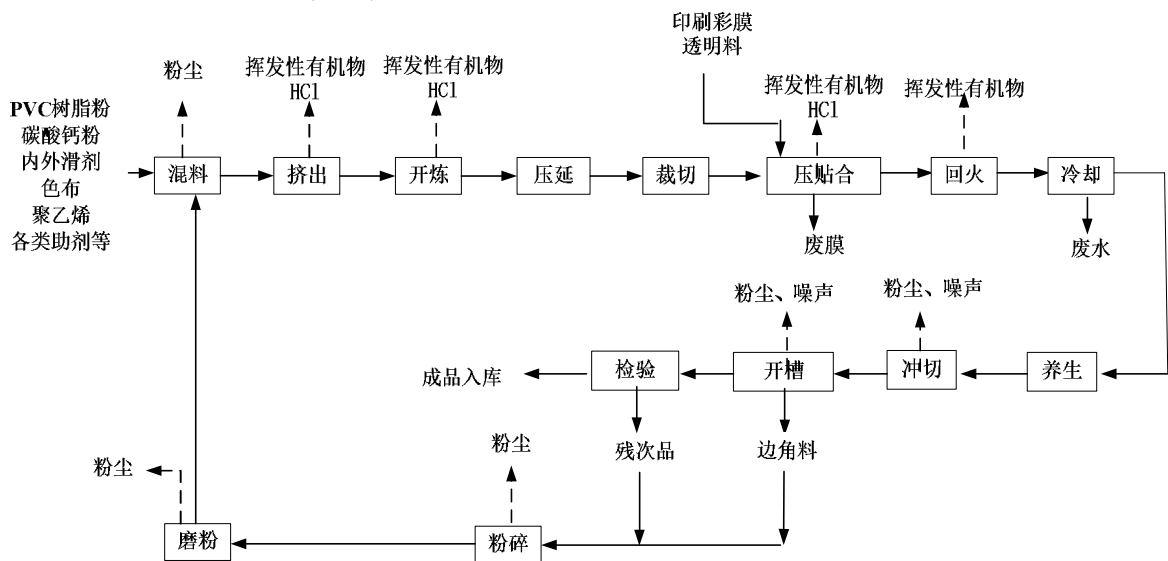 印刷彩膜
透明料
粉尘
挥发性有机物
HCl
挥发性有机物
HCl
挥发性有机物
HCl
挥发性有机物
PVC树脂粉
碳酸钙粉
内外滑剂
色布
聚乙烯
各类助剂等
混料
挤出
开炼
压延
裁切
压贴合
回火
冷却
废膜
废水
粉尘、噪声
粉尘、噪声
成品入库
检验
开槽
冲切
养生
残次品
边角料
粉尘
粉尘
磨粉
粉碎